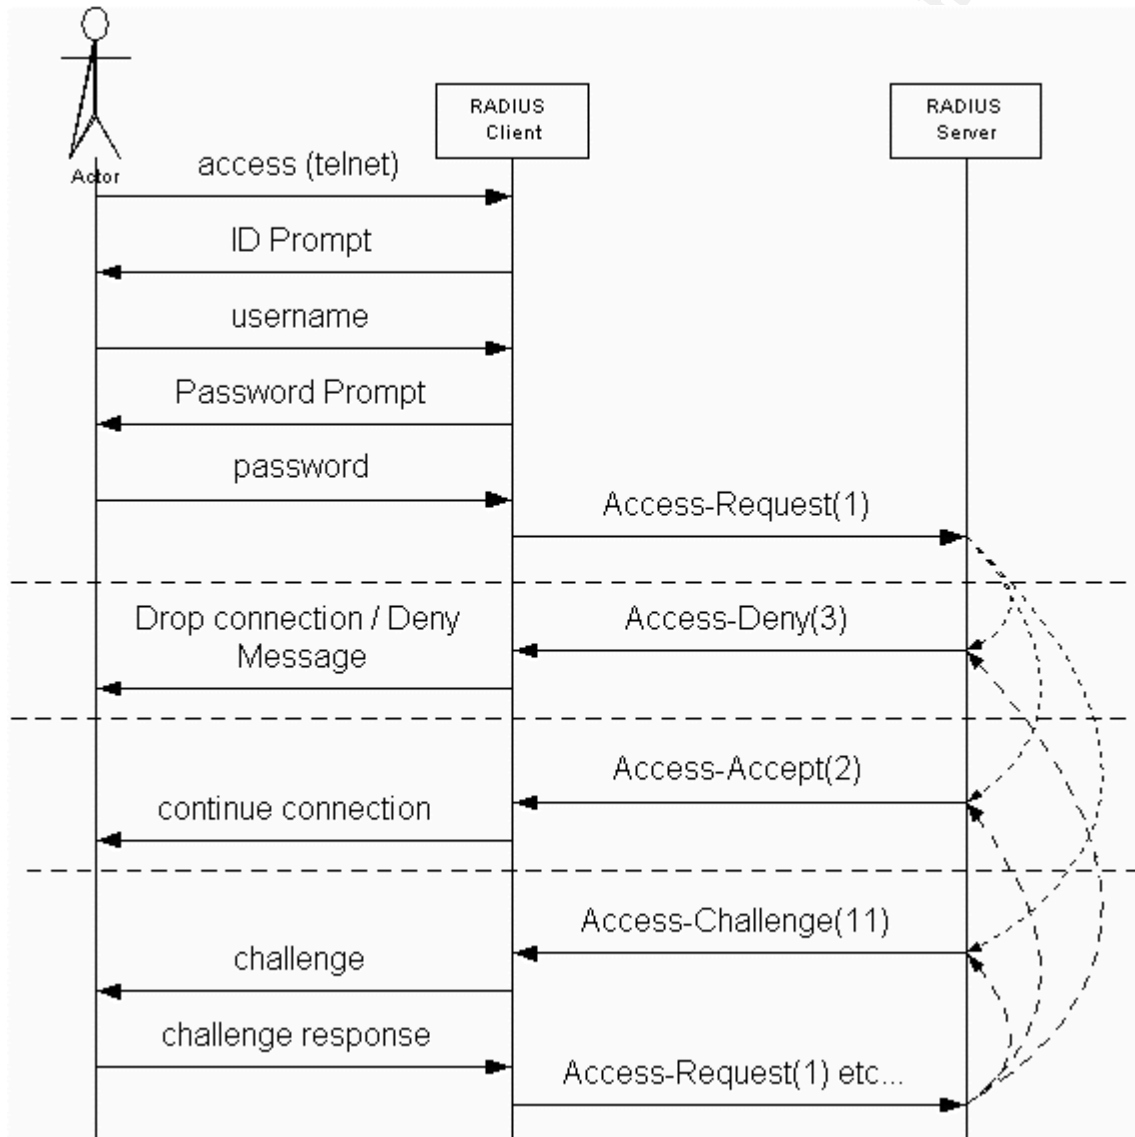 RADIUS
Client
RADIUS
Server
Actor
access (telnet)
ID Prompt
username
Password Prompt
password
Access-Request(1)
Drop connection / Deny
Message
Access-Deny(3)
Access-Accept(2)
continue connection
Access-Challenge(11)
challenge
challenge response
Access-Request(1) etc...